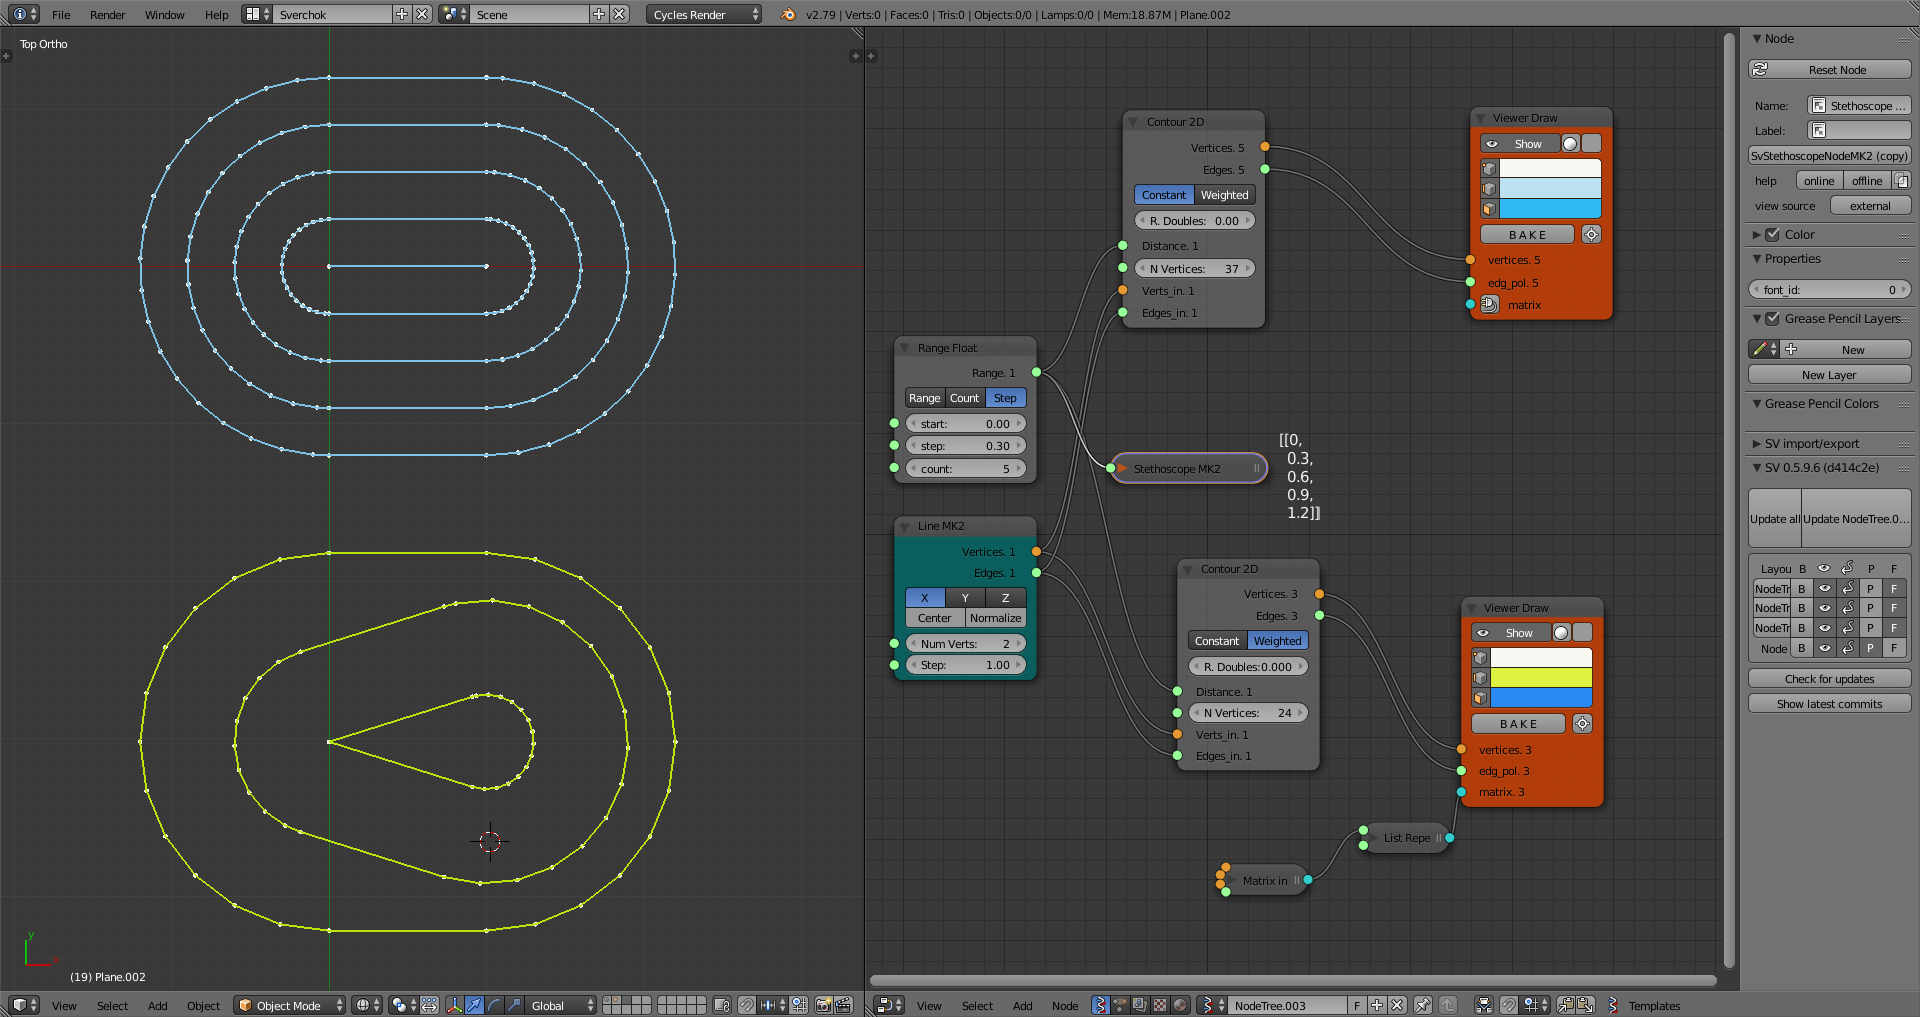 File Render Window Help Sverchok Scene Cycles Render v2.79 | Verts:0 | Faces:0 | Tris:0 | Objects:0/0 | Lamps:0/0 | Mem:18.87M | Plane.002
Top Ortho
y
(19) Plane.002
View Select Add Object Object Mode Global
Contour 2D
Vertices. 5
Edges. 5
Constant Weighted
R. Doubles: 0.00
Distance. 1
N Vertices: 37
Verts_in. 1
Edges_in. 1
Viewer Draw
Show
BAKE
vertices. 5
edg_pol. 5
matrix
Range Float
Range. 1
Range Count Step
start: 0.00
step: 0.30
count: 5
Stethoscope MK2
[[0,
0.3,
0.6,
0.9,
1.2]]
Line MK2
Vertices. 1
Edges. 1
X Y Z
Center Normalize
Num Verts: 2
Step: 1.00
Contour 2D
Vertices. 3
Edges. 3
Constant Weighted
R. Doubles:0.000
Distance. 1
N Vertices: 24
Verts_in. 1
Edges_in. 1
Viewer Draw
Show
BAKE
vertices. 3
edg_pol. 3
matrix. 3
List Repe
Matrix in
View Select Add Node NodeTree.003 F Templates
Node
Reset Node
Name: Stethoscope ...
Label:
SvStethoscopeNodeMK2 (copy)
help online offline
view source external
Color
Properties
font_id: 0
Grease Pencil Layers
New
New Layer
Grease Pencil Colors
SV import/export
SV 0.5.9.6 (d414c2e)
Update all Update NodeTree.0...
Layou B P F
NodeTr B P F
NodeTr B P F
NodeTr B P F
Node B P F
Check for updates
Show latest commits